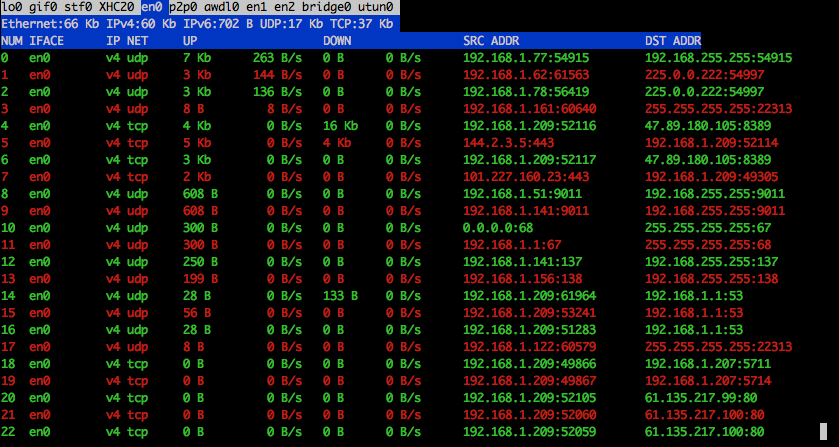 lo0 gif0 stf0 XHC20 en0 p2p0 awdl0 en1 en2 bridge0 utun0
Ethernet:66 Kb IPv4:60 Kb IPv6:702 B UDP:17 Kb TCP:37 Kb
NUM IFACE IP NET UP DOWN SRC ADDR DST ADDR
0 en0 v4 udp 7 Kb 263 B/s 0 B 0 B/s 192.168.1.77:54915 192.168.255.255:54915
1 en0 v4 udp 3 Kb 144 B/s 0 B 0 B/s 192.168.1.62:61563 225.0.0.222:54997
2 en0 v4 udp 3 Kb 136 B/s 0 B 0 B/s 192.168.1.78:56419 225.0.0.222:54997
3 en0 v4 udp 8 B 8 B/s 0 B 0 B/s 192.168.1.161:60640 255.255.255.255:22313
4 en0 v4 tcp 4 Kb 0 B/s 16 Kb 0 B/s 192.168.1.209:52116 47.89.180.105:8389
5 en0 v4 tcp 5 Kb 0 B/s 4 Kb 0 B/s 144.2.3.5:443 192.168.1.209:52114
6 en0 v4 tcp 3 Kb 0 B/s 0 B 0 B/s 192.168.1.209:52117 47.89.180.105:8389
7 en0 v4 tcp 2 Kb 0 B/s 0 B 0 B/s 101.227.160.23:443 192.168.1.209:49305
8 en0 v4 udp 608 B 0 B/s 0 B 0 B/s 192.168.1.51:9011 192.168.255.255:9011
9 en0 v4 udp 608 B 0 B/s 0 B 0 B/s 192.168.1.141:9011 192.168.255.255:9011
10 en0 v4 udp 300 B 0 B/s 0 B 0 B/s 0.0.0.0:68 255.255.255.255:67
11 en0 v4 udp 300 B 0 B/s 0 B 0 B/s 192.168.1.1:67 255.255.255.255:68
12 en0 v4 udp 250 B 0 B/s 0 B 0 B/s 192.168.1.141:137 192.168.255.255:137
13 en0 v4 udp 199 B 0 B/s 0 B 0 B/s 192.168.1.156:138 192.168.255.255:138
14 en0 v4 udp 28 B 0 B/s 133 B 0 B/s 192.168.1.209:61964 192.168.1.1:53
15 en0 v4 udp 56 B 0 B/s 0 B 0 B/s 192.168.1.209:53241 192.168.1.1:53
16 en0 v4 udp 28 B 0 B/s 0 B 0 B/s 192.168.1.209:51283 192.168.1.1:53
17 en0 v4 udp 8 B 0 B/s 0 B 0 B/s 192.168.1.122:60579 255.255.255.255:22313
18 en0 v4 tcp 0 B 0 B/s 0 B 0 B/s 192.168.1.209:49866 192.168.1.207:5711
19 en0 v4 tcp 0 B 0 B/s 0 B 0 B/s 192.168.1.209:49867 192.168.1.207:5714
20 en0 v4 tcp 0 B 0 B/s 0 B 0 B/s 192.168.1.209:52105 61.135.217.99:80
21 en0 v4 tcp 0 B 0 B/s 0 B 0 B/s 192.168.1.209:52060 61.135.217.100:80
22 en0 v4 tcp 0 B 0 B/s 0 B 0 B/s 192.168.1.209:52059 61.135.217.100:80